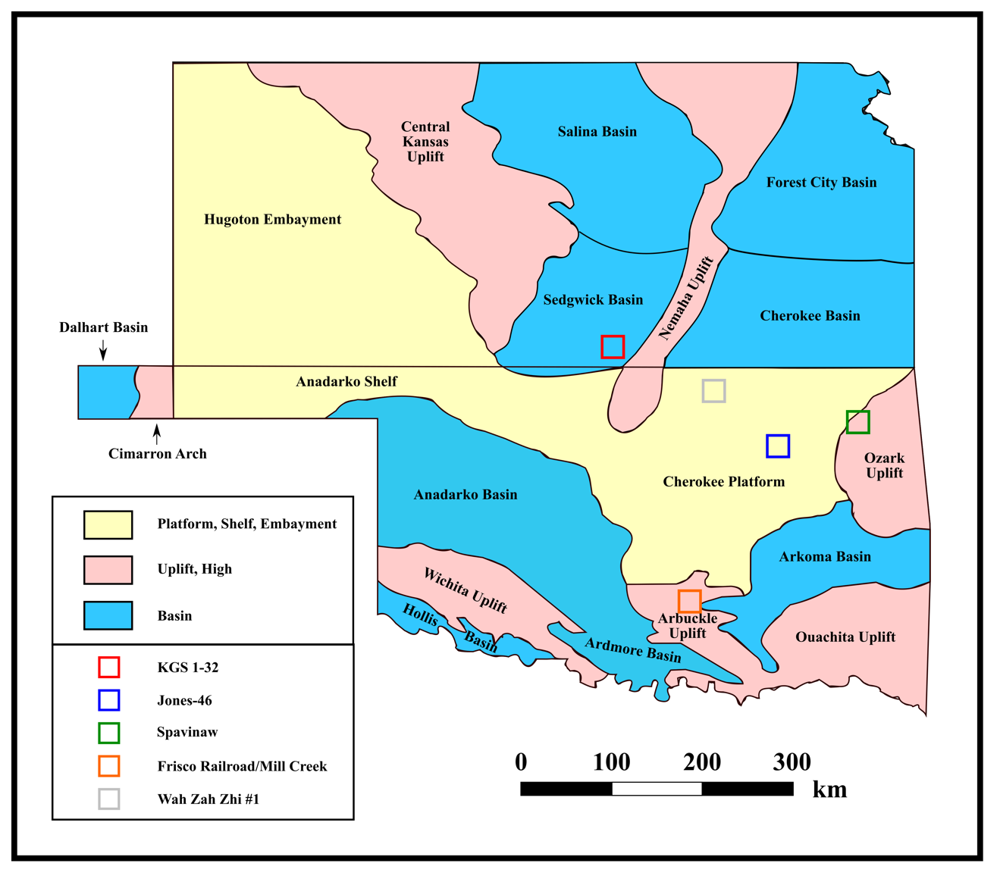 Central
Kansas
Uplift
Salina Basin
Forest City Basin
Hugoton Embayment
Nemaha Uplift
Sedgwick Basin
Cherokee Basin
Dalhart Basin
Anadarko Shelf
Cimarron Arch
Ozark
Uplift
Cherokee Platform
Anadarko Basin
Arkoma Basin
Wichita Uplift
Hollis
Basin
Arbuckle
Uplift
Ardmore Basin
Ouachita Uplift
Platform, Shelf, Embayment
Uplift, High
Basin
KGS 1-32
Jones-46
Spavinaw
Frisco Railroad/Mill Creek
Wah Zah Zhi #1
0 100 200 300
km